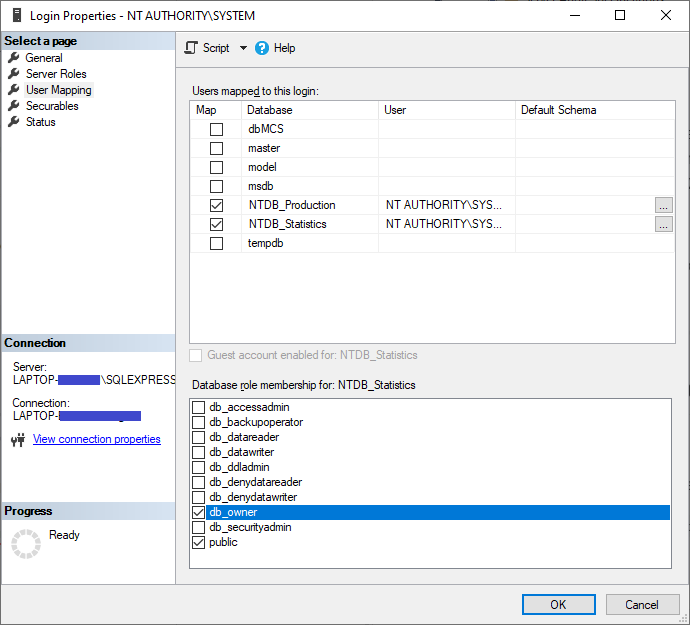 Login Properties - NT AUTHORITY\SYSTEM
Select a page
General
Server Roles
User Mapping
Securables
Status
Script
Help
Users mapped to this login:
Map Database User Default Schema
dbMCS
master
model
msdb
NTDB_Production NT AUTHORITY\SYS... ...
NTDB_Statistics NT AUTHORITY\SYS... ...
tempdb
Guest account enabled for: NTDB_Statistics
Database role membership for: NTDB_Statistics
db_accessadmin
db_backupoperator
db_datareader
db_datawriter
db_ddladmin
db_denydatareader
db_denydatawriter
db_owner
db_securityadmin
public
Connection
Server:
LAPTOP- \SQLEXPRESS
Connection:
LAPTOP-
View connection properties
Progress
Ready
OK
Cancel